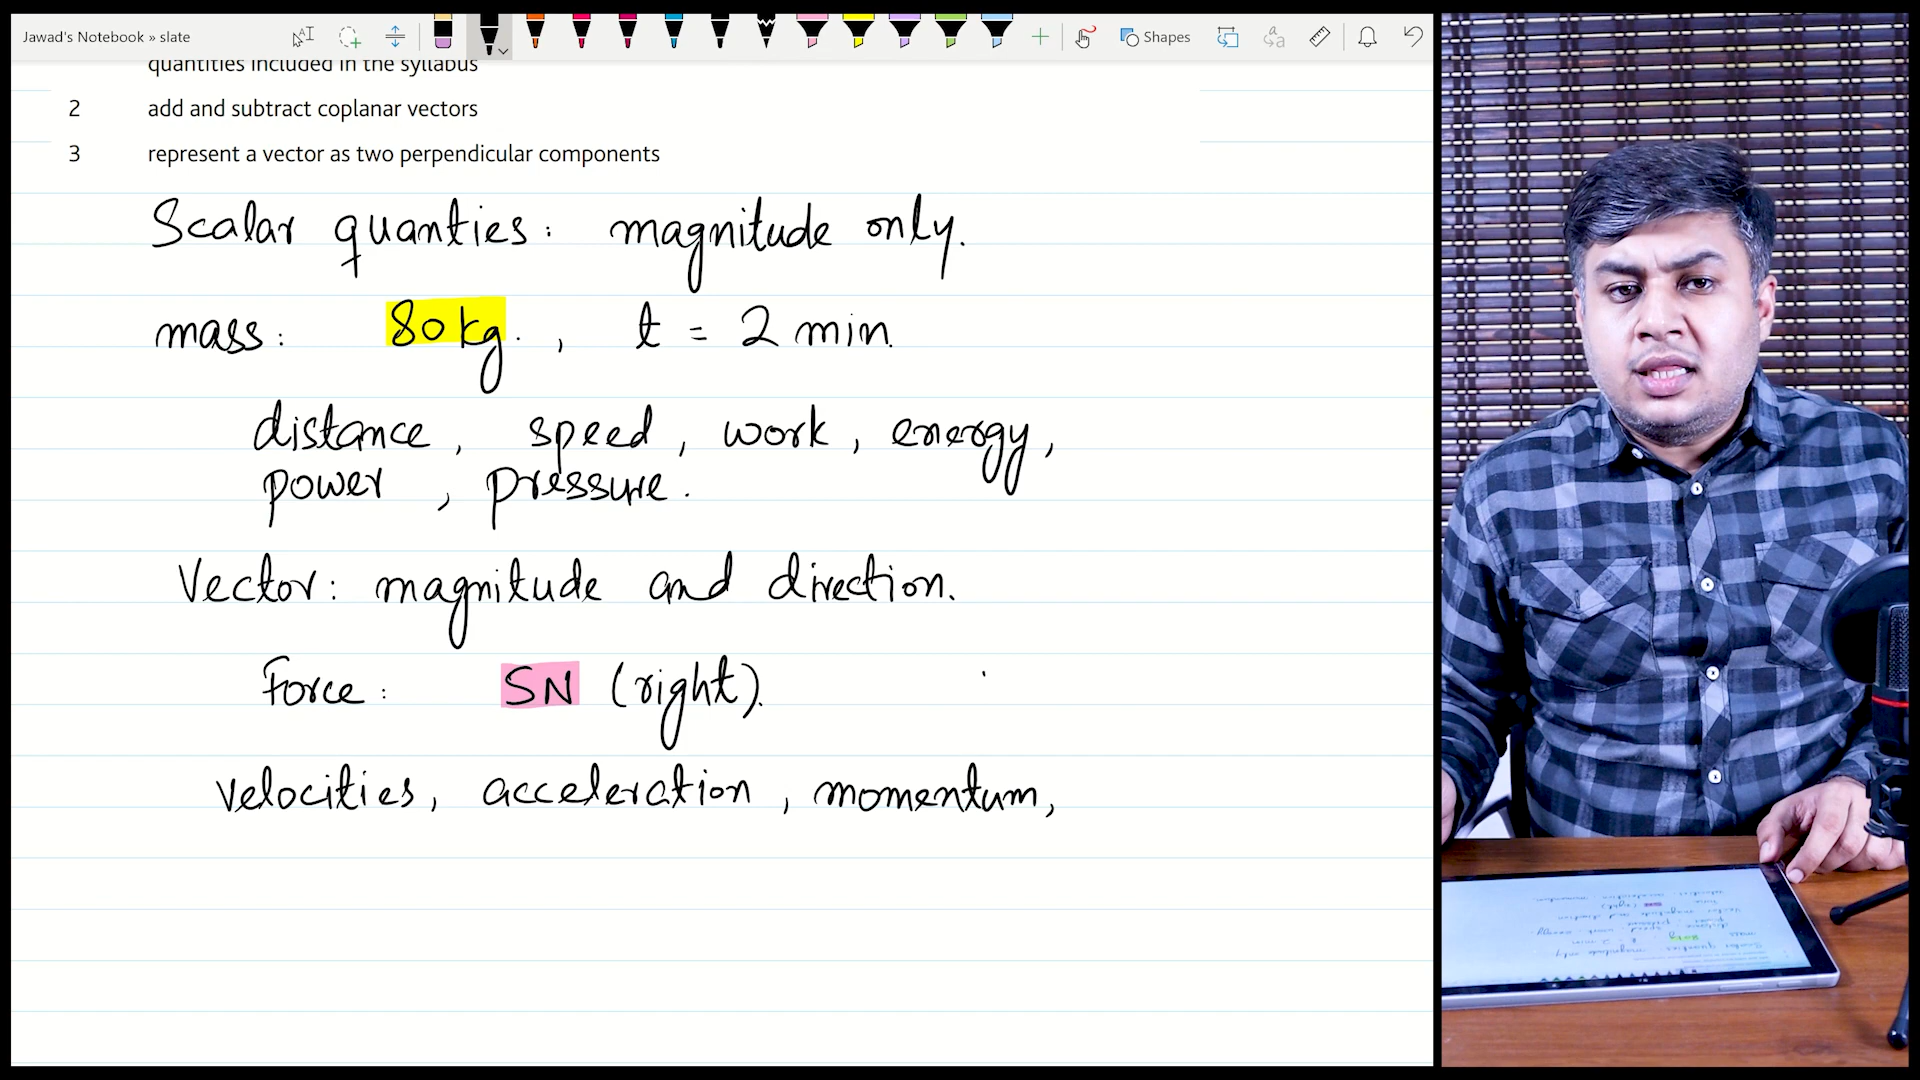 Jawad's Notebook » slate
Shapes
quantities included in the syllabus
2 add and subtract coplanar vectors
3 represent a vector as two perpendicular components
Scalar quanties: magnitude only.
mass: 80kg. , t = 2 min.
distance, speed, work, energy,
power, pressure.
Vector: magnitude and direction.
Force: 5N (right).
velocities, acceleration, momentum,